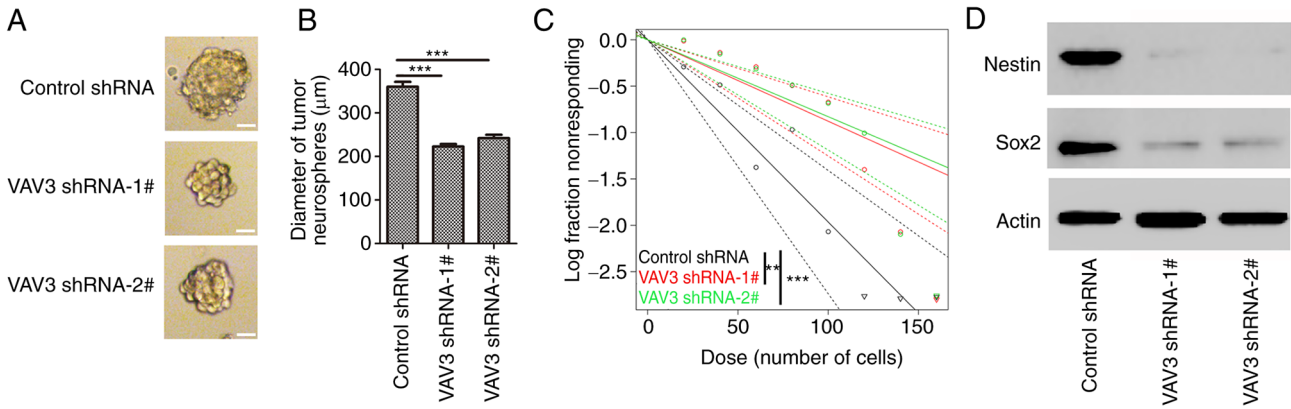 A
Control shRNA
VAV3 shRNA-1#
VAV3 shRNA-2#
B
Diameter of tumor
neurospheres (µm)
400
300
200
100
0
***
***
Control shRNA
VAV3 shRNA-1#
VAV3 shRNA-2#
C
Log fraction nonresponding
0.0
−0.5
−1.0
−1.5
−2.0
−2.5
Control shRNA
VAV3 shRNA-1#
VAV3 shRNA-2#
**
***
0
50
100
150
Dose (number of cells)
D
Nestin
Sox2
Actin
Control shRNA
VAV3 shRNA-1#
VAV3 shRNA-2#